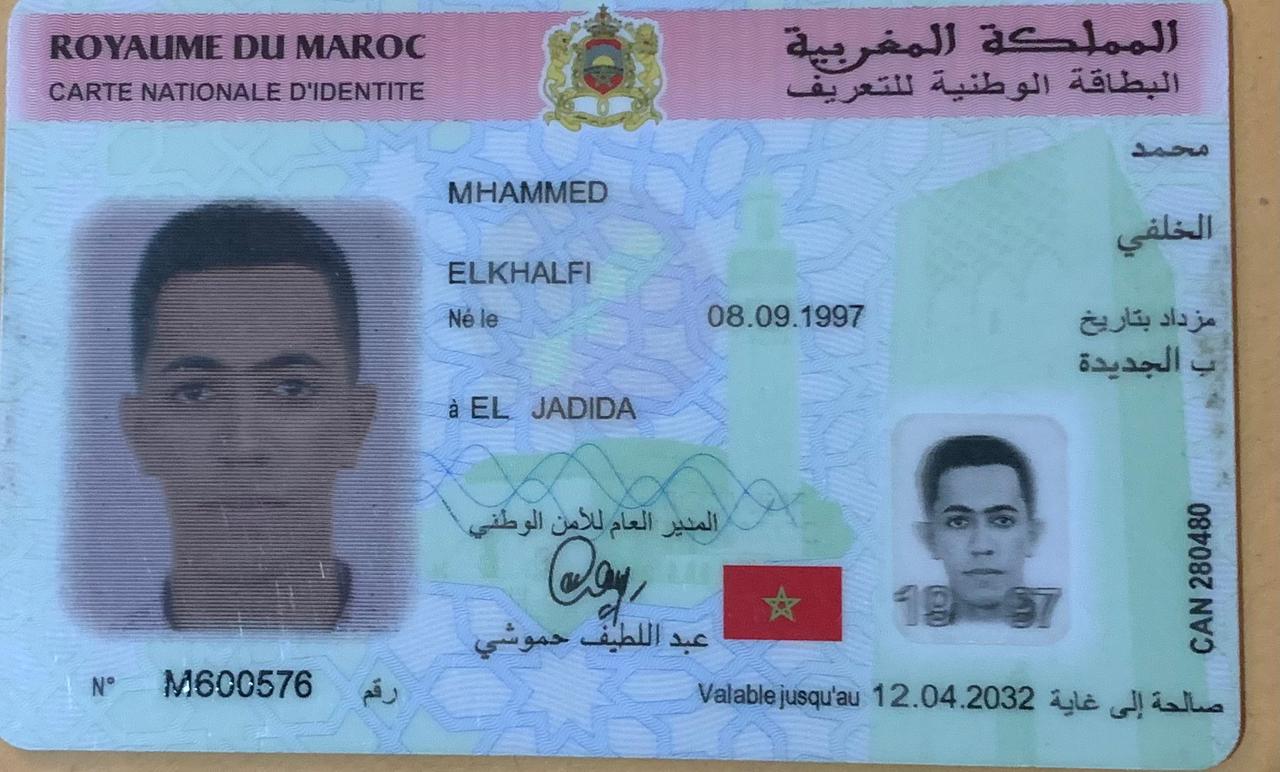 ROYAUME DU MAROC
المملكة المغربية
CARTE NATIONALE D'IDENTITE
البطاقة الوطنية للتعريف
محمد
MHAMMED
الخلفي
ELKHALFI
Né le 08.09.1997 مزداد بتاريخ
ب الجديدة
à EL JADIDA
المدير العام للأمن الوطني
عبد اللطيف حموشي
1997
CAN 280480
N° M600576 رقم
Valable jusqu'au 12.04.2032 صالحة إلى غاية